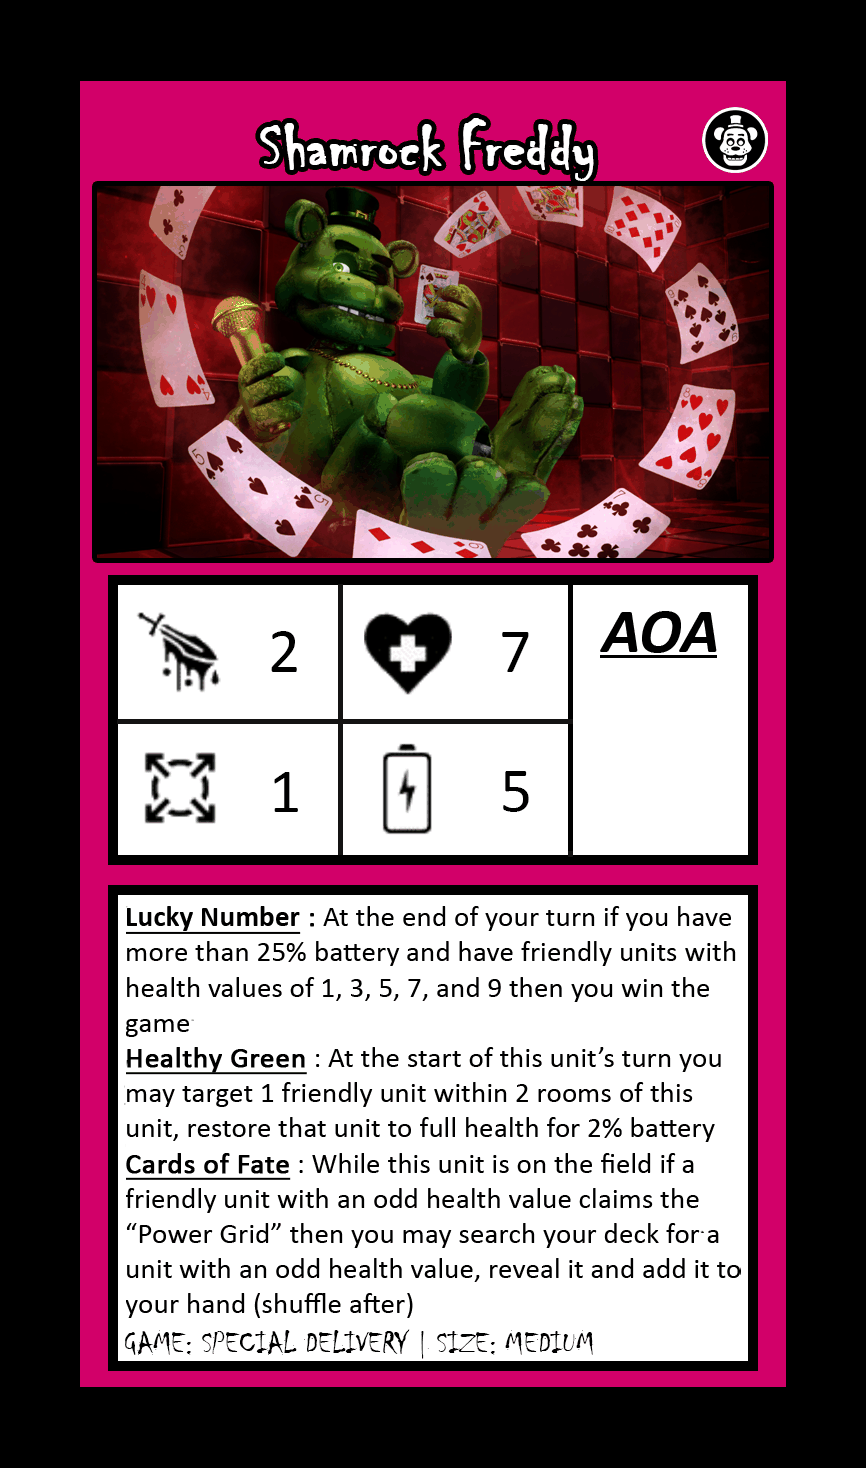 Shamrock Freddy
2
7
AOA
1
5
Lucky Number : At the end of your turn if you have
more than 25% battery and have friendly units with
health values of 1, 3, 5, 7, and 9 then you win the
game
Healthy Green : At the start of this unit’s turn you
may target 1 friendly unit within 2 rooms of this
unit, restore that unit to full health for 2% battery
Cards of Fate : While this unit is on the field if a
friendly unit with an odd health value claims the
“Power Grid” then you may search your deck for a
unit with an odd health value, reveal it and add it to
your hand (shuffle after)
GAME: SPECIAL DELIVERY | SIZE: MEDIUM